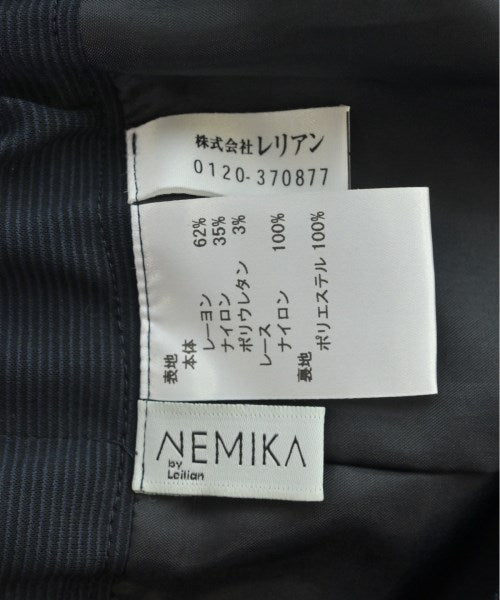 株式会社レリアン
0120-370877
表地
本体
レーヨン 62%
ナイロン 35%
ポリウレタン 3%
レース
ナイロン 100%
裏地
ポリエステル 100%
NEMIKA
by
Leilian